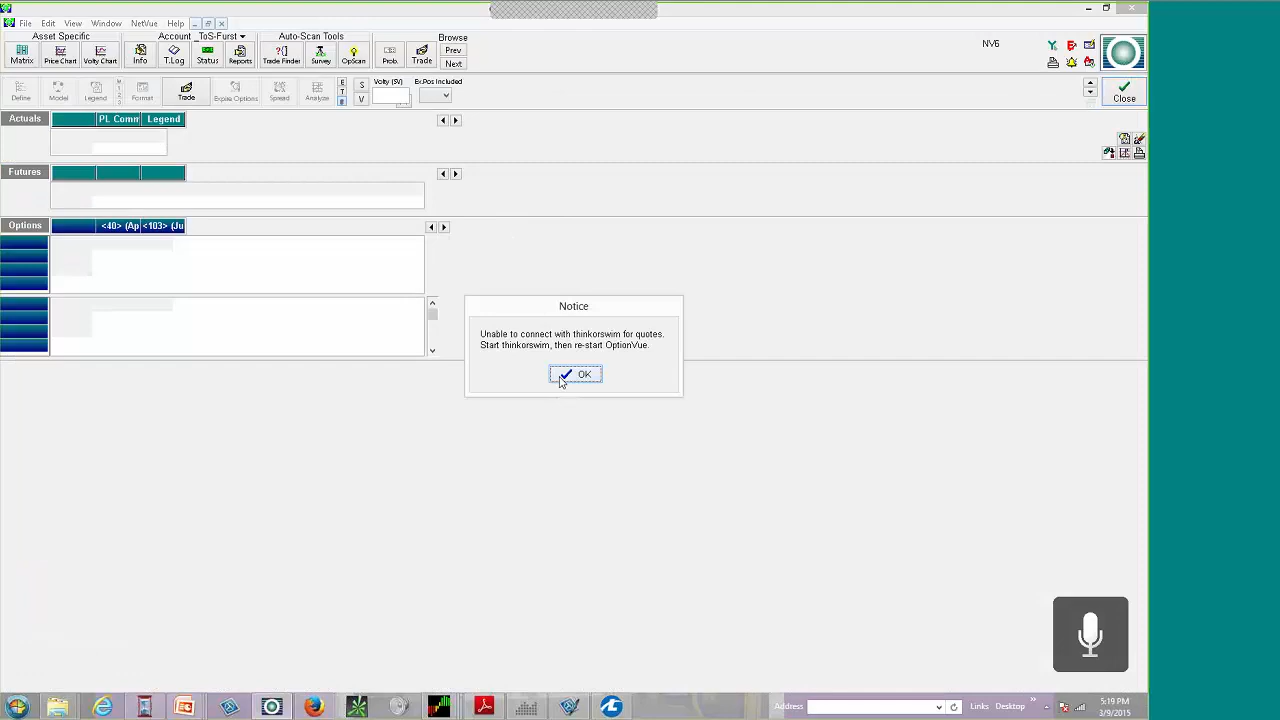 File Edit View Window NetVue Help
Asset Specific Account _ToS-Furst Auto-Scan Tools Browse
Matrix Price Chart Volty Chart Info T.Log Status Reports Trade Finder Survey OpScan Trade Prev
Next
NV6
Define Model Legend Format Trade Expire Options Spread Analyze
E
T
#
S
V
Volty (SV)
Ex.Pos Included
Close
Actuals PL Comm Legend
Futures
Options <40> (Ap <103> (Ju
Notice
Unable to connect with thinkorswim for quotes.
Start thinkorswim, then re-start OptionVue.
OK
Address Links Desktop
5:19 PM
3/9/2015